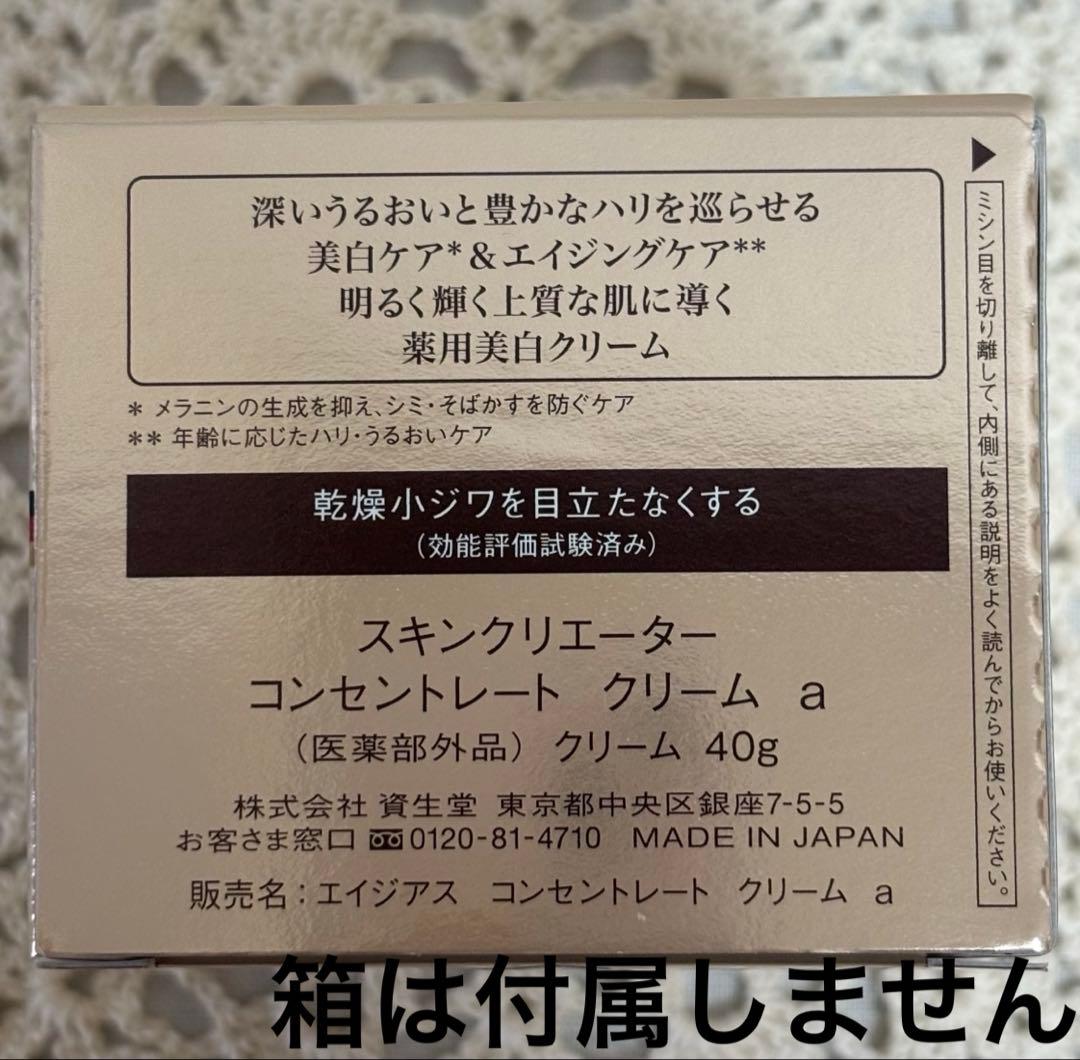 深いうるおいと豊かなハリを巡らせる
美白ケア*＆エイジングケア**
明るく輝く上質な肌に導く
薬用美白クリーム
* メラニンの生成を抑え、シミ・そばかすを防ぐケア
** 年齢に応じたハリ・うるおいケア
乾燥小ジワを目立たなくする
（効能評価試験済み）
スキンクリエーター
コンセントレート クリーム a
（医薬部外品） クリーム 40g
株式会社 資生堂 東京都中央区銀座7-5-5
お客さま窓口 0120-81-4710 MADE IN JAPAN
販売名：エイジアス コンセントレート クリーム a
▶ミシン目を切り離して、内側にある説明をよく読んでからお使いください。
箱は付属しません